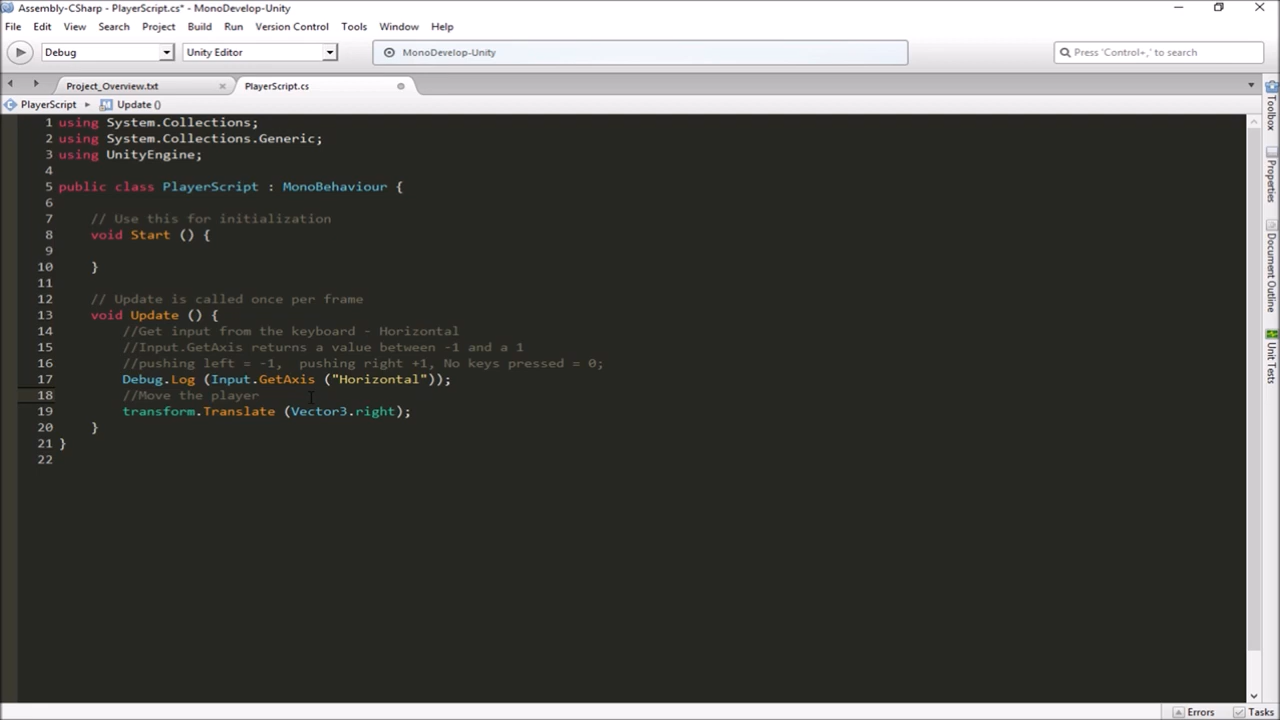 Assembly-CSharp - PlayerScript.cs* - MonoDevelop-Unity
File Edit View Search Project Build Run Version Control Tools Window Help
Debug Unity Editor MonoDevelop-Unity Press 'Control+,' to search
Project_Overview.txt PlayerScript.cs
PlayerScript Update ()
1 using System.Collections;
2 using System.Collections.Generic;
3 using UnityEngine;
4
5 public class PlayerScript : MonoBehaviour {
6
7 // Use this for initialization
8 void Start () {
9
10 }
11
12 // Update is called once per frame
13 void Update () {
14 //Get input from the keyboard - Horizontal
15 //Input.GetAxis returns a value between -1 and a 1
16 //pushing left = -1,  pushing right +1, No keys pressed = 0;
17 Debug.Log (Input.GetAxis ("Horizontal"));
18 //Move the player
19 transform.Translate (Vector3.right);
20 }
21 }
22
Toolbox
Properties
Document Outline
Unit Tests
Errors Tasks